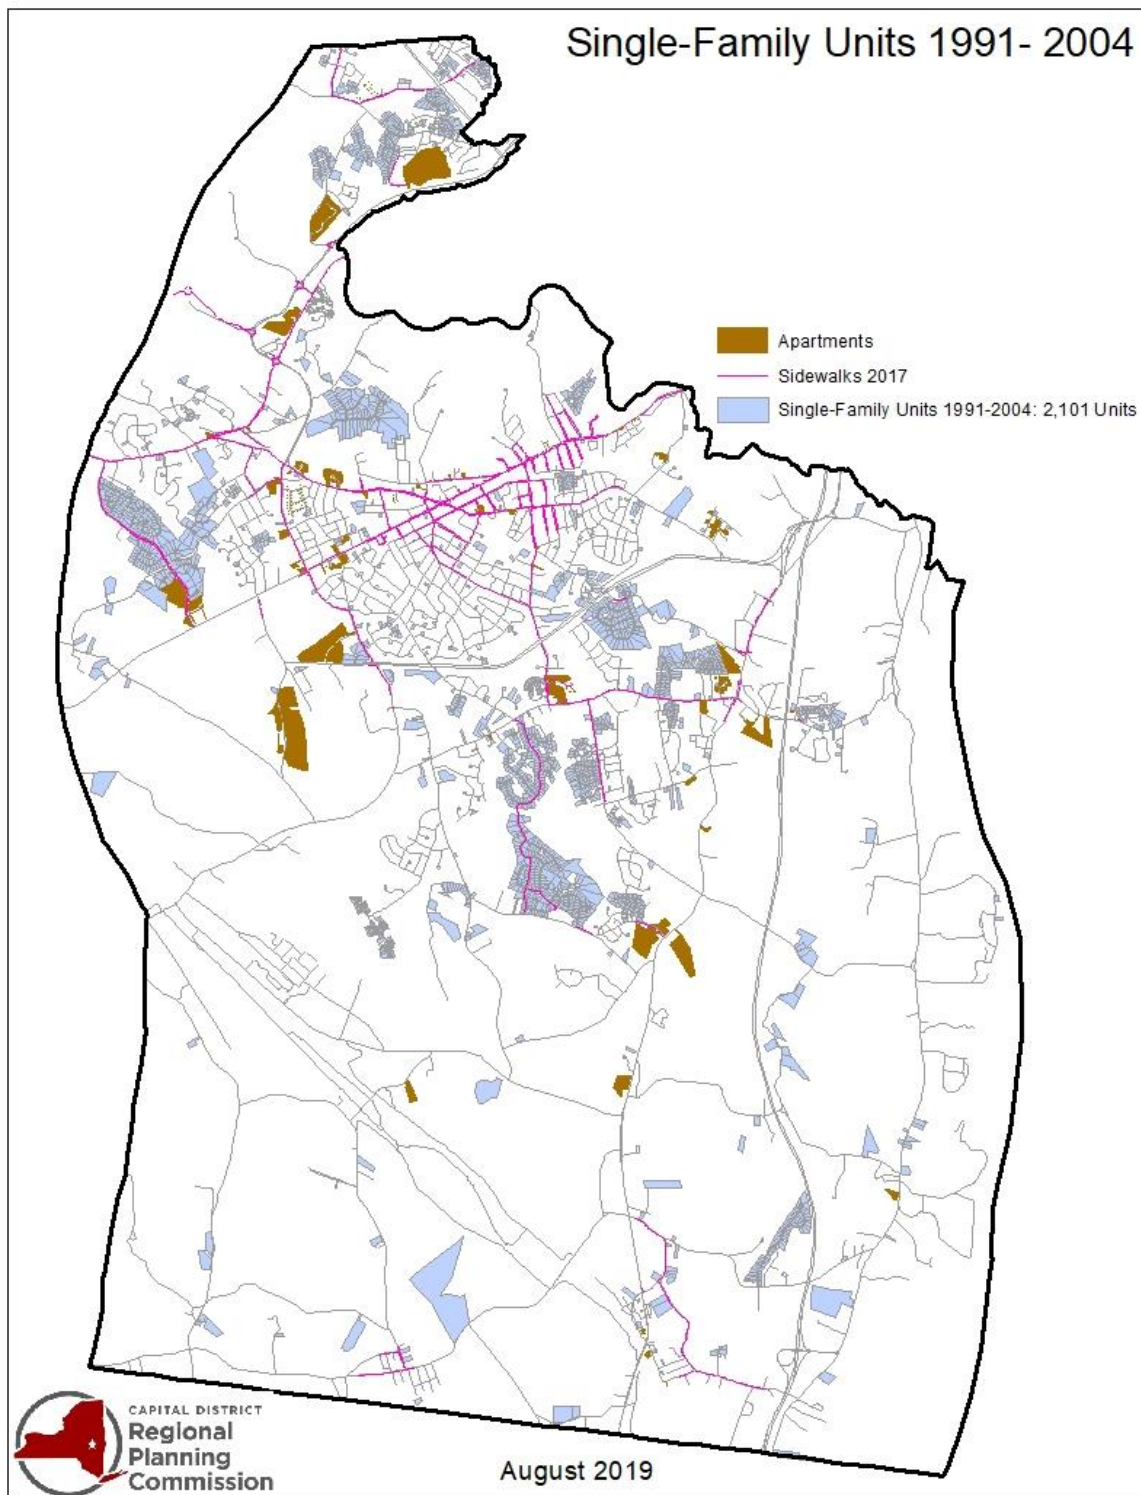 Single-Family Units 1991- 2004
Apartments
Sidewalks 2017
Single-Family Units 1991-2004: 2,101 Units
CAPITAL DISTRICT
Regional
Planning
Commission
August 2019